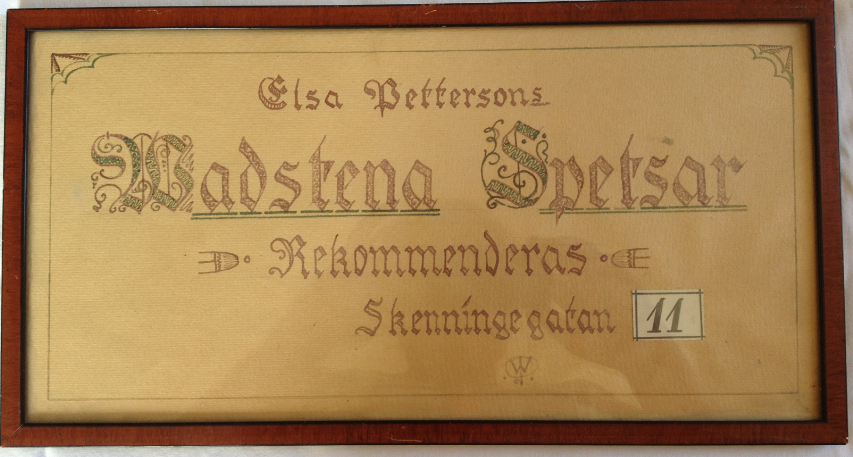 Elsa Pettersons
Wadstena Spetsar
Rekommenderas
Skenningegatan 11
W